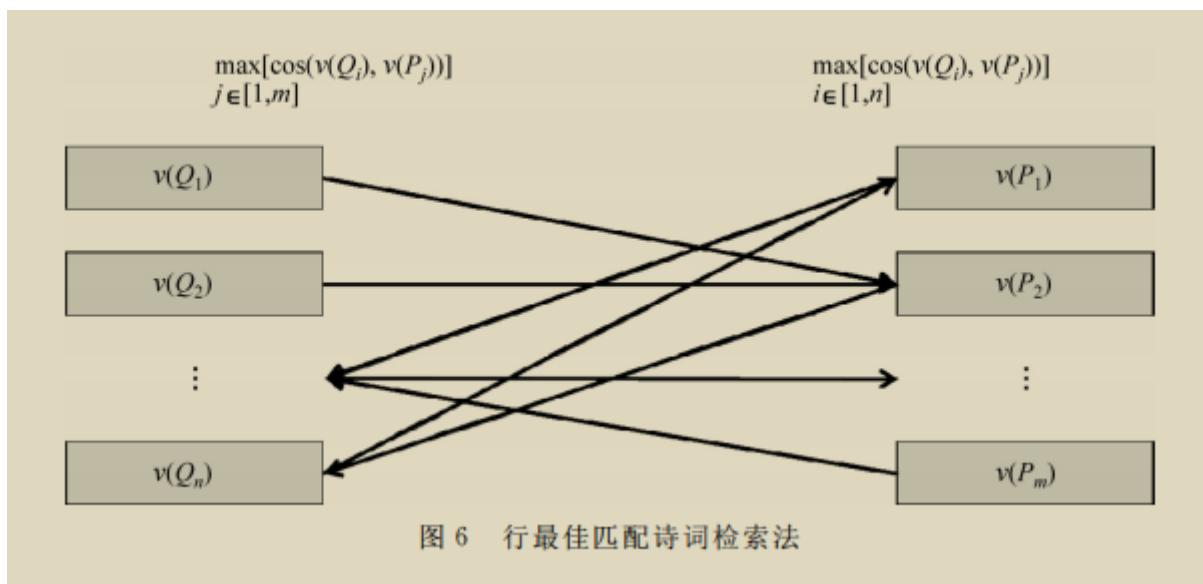 max[cos(v(Qᵢ), v(Pⱼ))]
j∈[1,m]
max[cos(v(Qᵢ), v(Pⱼ))]
i∈[1,n]
v(Q₁)
v(P₁)
v(Q₂)
v(P₂)
⋮
⋮
v(Qₙ)
v(Pₘ)
图 6 行最佳匹配诗词检索法